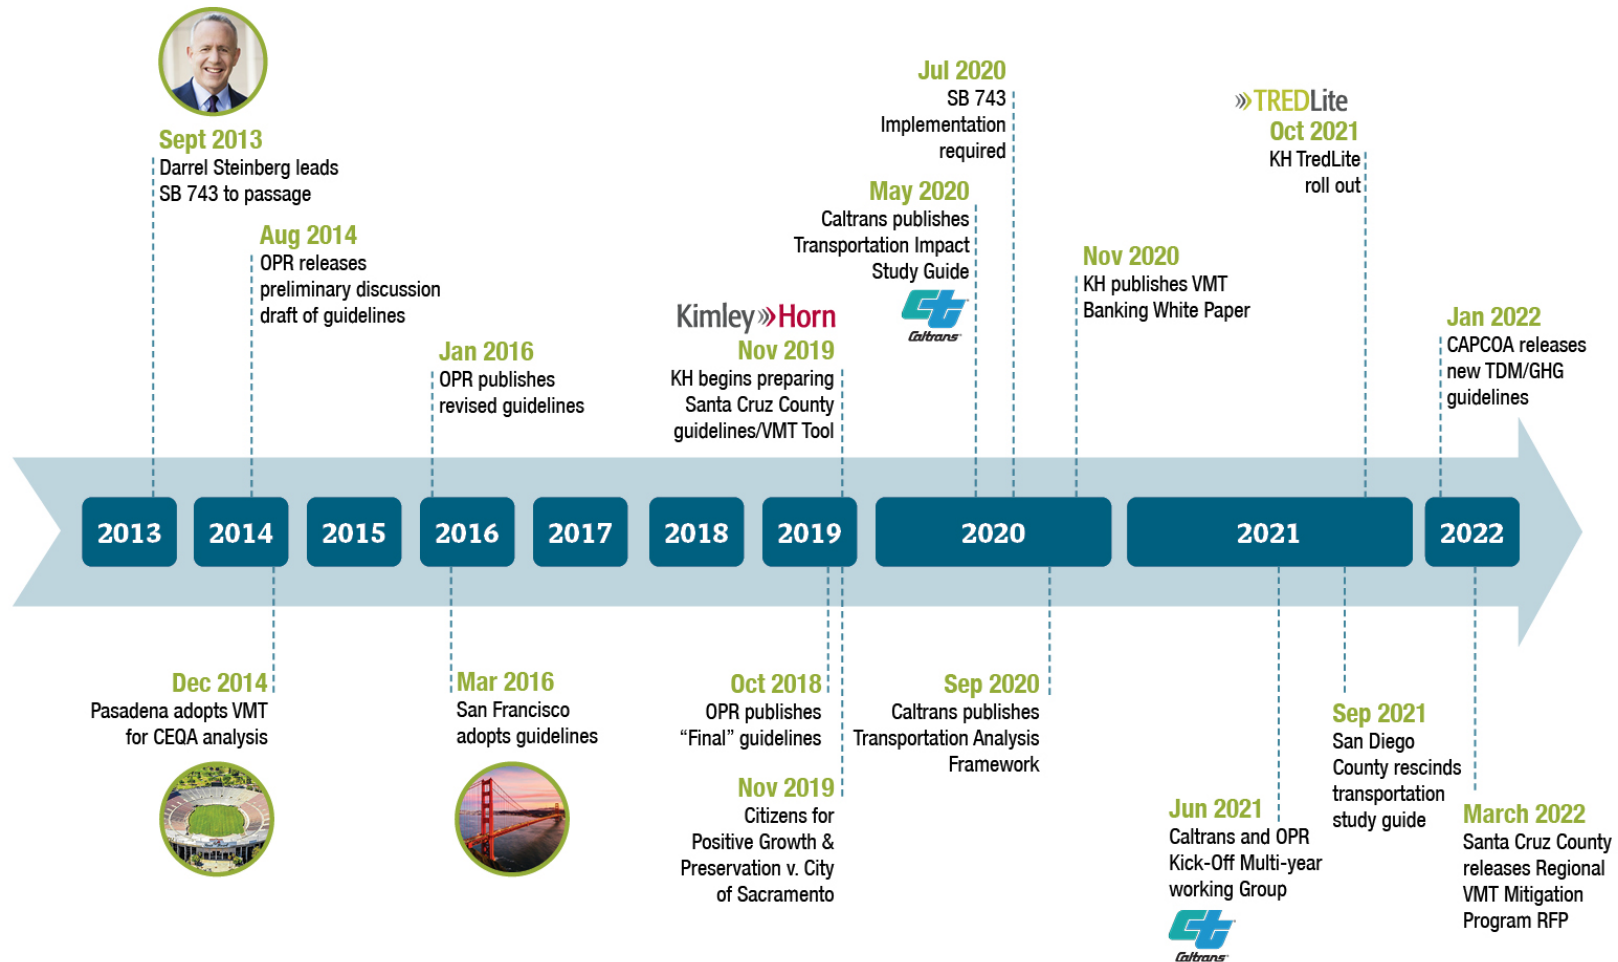 Sept 2013
Darrel Steinberg leads
SB 743 to passage
Aug 2014
OPR releases
preliminary discussion
draft of guidelines
Jan 2016
OPR publishes
revised guidelines
Kimley»Horn
Nov 2019
KH begins preparing
Santa Cruz County
guidelines/VMT Tool
Jul 2020
SB 743
Implementation
required
May 2020
Caltrans publishes
Transportation Impact
Study Guide
ct
Caltrans
Nov 2020
KH publishes VMT
Banking White Paper
»TREDLite
Oct 2021
KH TredLite
roll out
Jan 2022
CAPCOA releases
new TDM/GHG
guidelines
2013
2014
2015
2016
2017
2018
2019
2020
2021
2022
Dec 2014
Pasadena adopts VMT
for CEQA analysis
Mar 2016
San Francisco
adopts guidelines
Oct 2018
OPR publishes
“Final” guidelines
Nov 2019
Citizens for
Positive Growth &
Preservation v. City
of Sacramento
Sep 2020
Caltrans publishes
Transportation Analysis
Framework
Jun 2021
Caltrans and OPR
Kick-Off Multi-year
working Group
ct
Caltrans
Sep 2021
San Diego
County rescinds
transportation
study guide
March 2022
Santa Cruz County
releases Regional
VMT Mitigation
Program RFP